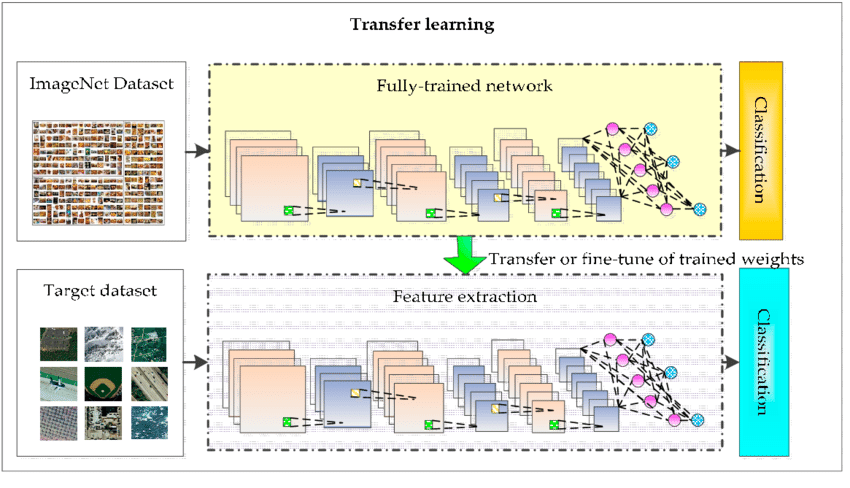 Transfer learning
ImageNet Dataset
Fully-trained network
Classification
Transfer or fine-tune of trained weights
Target dataset
Feature extraction
Classification